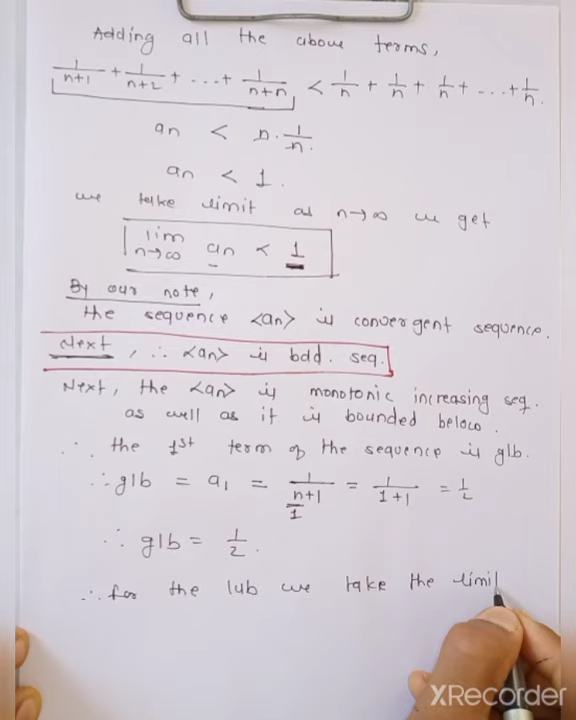 Adding all the above terms,
1/n+1 + 1/n+2 + ... + 1/n+n < 1/n + 1/n + 1/n + ... + 1/n.
an < n. 1/n.
an < 1.
we take limit as n→∞ we get
lim n→∞ an < 1
By our note,
the sequence <an> is convergent sequence.
Next, ∴ <an> is bdd. seq.
Next, the <an> is monotonic increasing seq.
as well as it is bounded below.
∴ the 1st term of the sequence is glb.
∴ glb = a1 = 1/n+1 = 1/1+1 = 1/2
1
∴ glb = 1/2.
∴ for the lub we take the limi
XRecorder